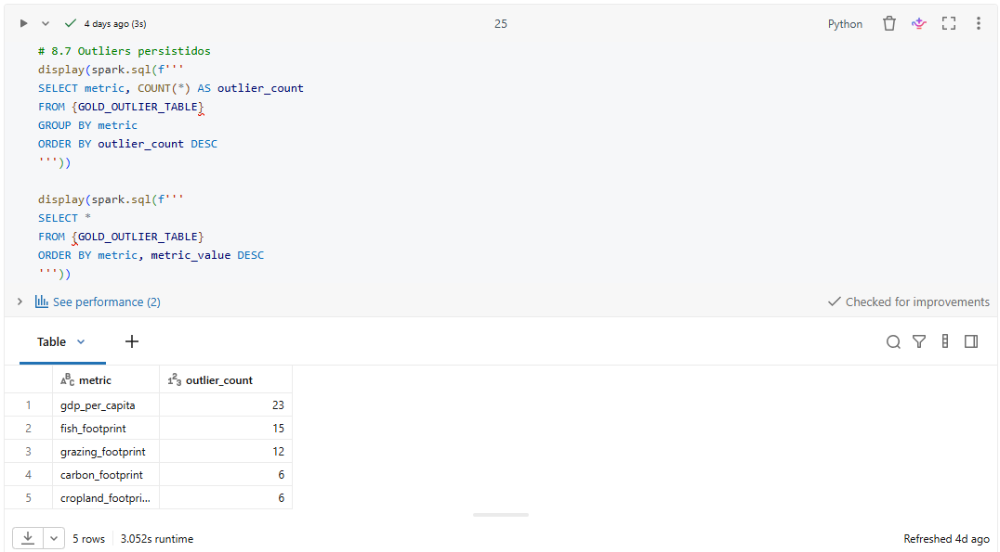 4 days ago (3s)
25
Python
# 8.7 Outliers persistidos
display(spark.sql(f'''
SELECT metric, COUNT(*) AS outlier_count
FROM {GOLD_OUTLIER_TABLE}
GROUP BY metric
ORDER BY outlier_count DESC
'''))
display(spark.sql(f'''
SELECT *
FROM {GOLD_OUTLIER_TABLE}
ORDER BY metric, metric_value DESC
'''))
See performance (2)
Checked for improvements
Table
ABC metric 123 outlier_count
1 gdp_per_capita 23
2 fish_footprint 15
3 grazing_footprint 12
4 carbon_footprint 6
5 cropland_footpri... 6
5 rows 3.052s runtime
Refreshed 4d ago